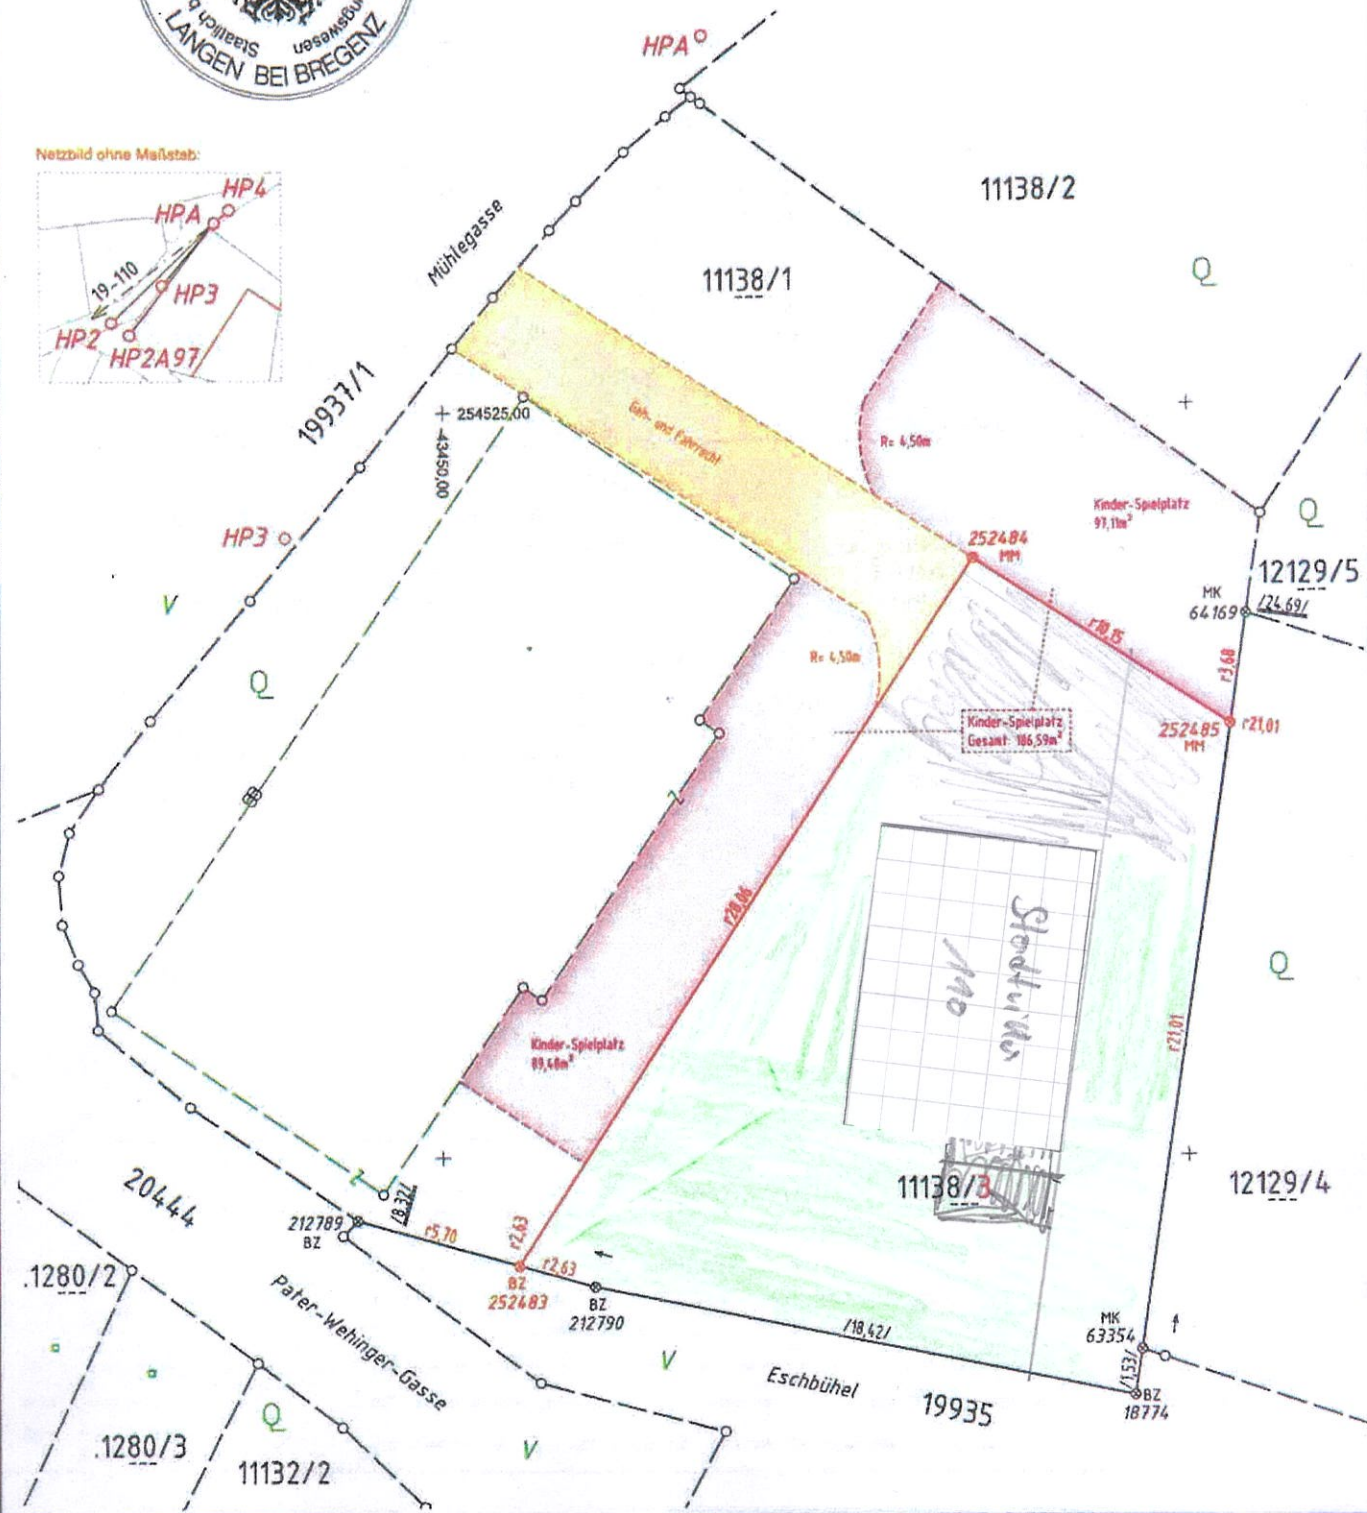 Staatlich b
ngswesen
LANGEN BEI BREGENZ
HPA
Netzbild ohne Maßstab:
HP4
HPA
19-110
HP3
HP2
HP2A97
Mühlegasse
11138/2
11138/1
Q
19937/1
254525,00
-43450,00
Geh- und Fahrrecht
R= 4,50m
Kinder-Spielplatz
97,11m²
HP3
252484
MM
Q
12129/5
MK
64169
/24,69/
V
r10,15
r3,68
R= 4,50m
Q
Kinder-Spielplatz
Gesamt: 186,59m²
252485
MM
r21,01
r28,06
110
Q
r21,01
Kinder-Spielplatz
89,48m²
11138/3
12129/4
20444
212789
BZ
/8,32/
r5,70
r2,63
r2,63
BZ
252483
BZ
212790
.1280/2
Pater-Wehinger-Gasse
/18,42/
MK
63354
/1,53/
V
Eschbühel
19935
BZ
18774
Q
.1280/3
11132/2
V